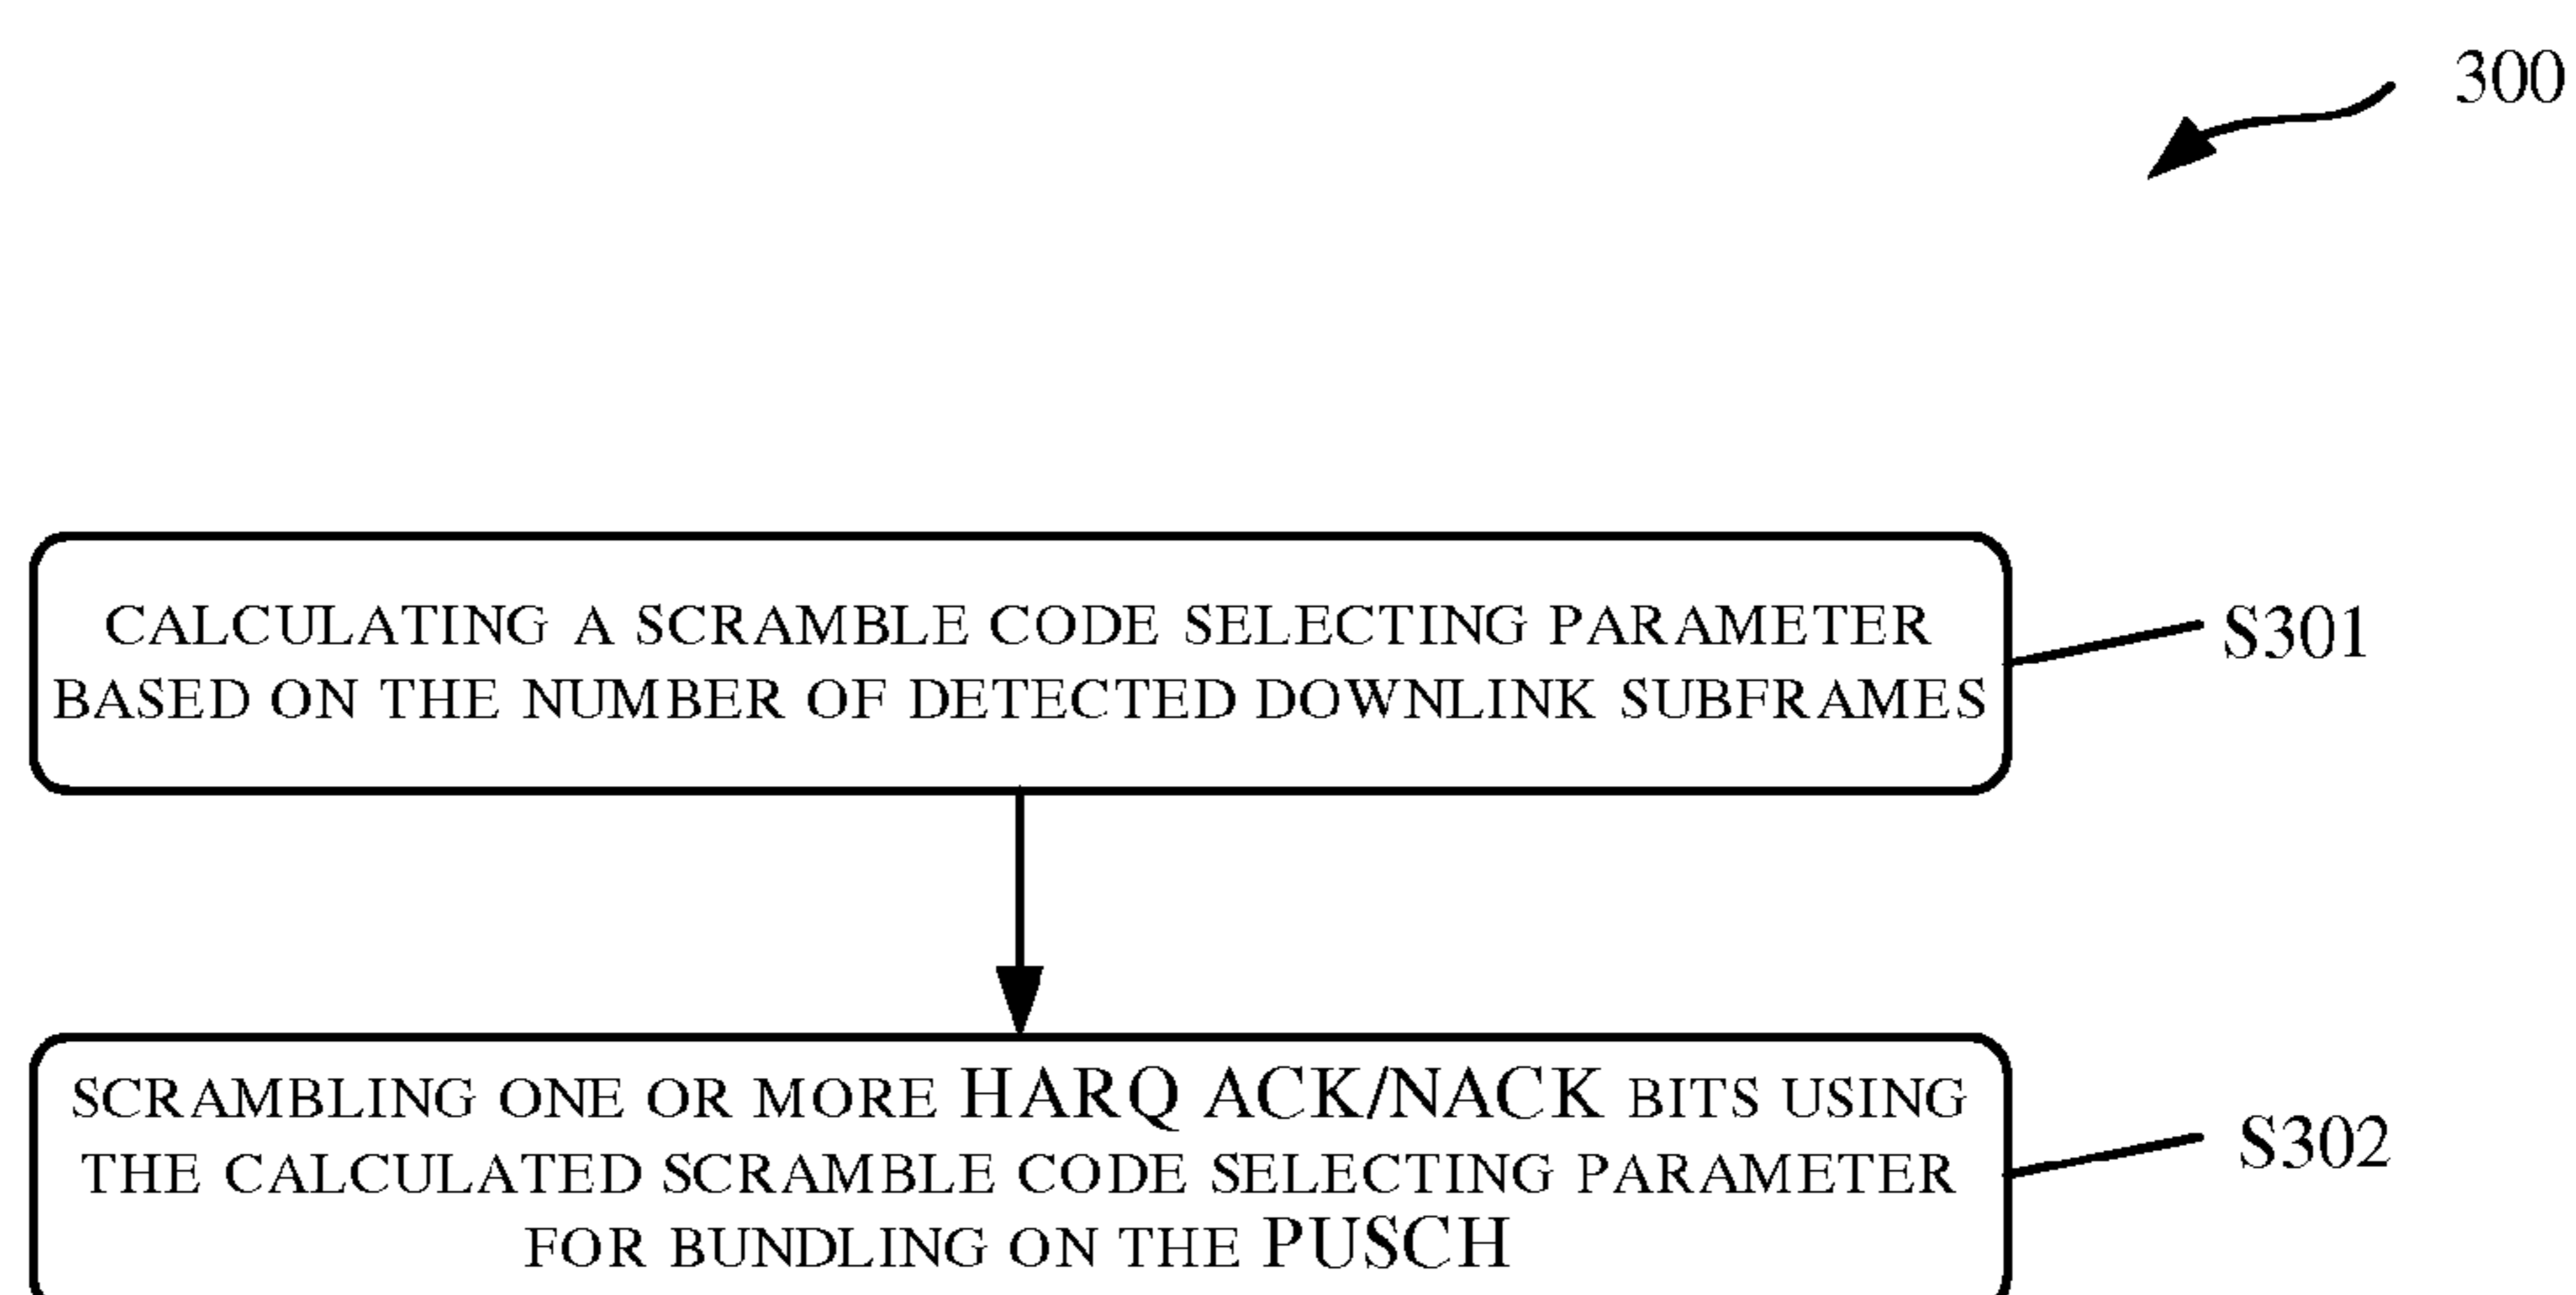 300
CALCULATING A SCRAMBLE CODE SELECTING PARAMETER
BASED ON THE NUMBER OF DETECTED DOWNLINK SUBFRAMES
S301
SCRAMBLING ONE OR MORE HARQ ACK/NACK BITS USING
THE CALCULATED SCRAMBLE CODE SELECTING PARAMETER
FOR BUNDLING ON THE PUSCH
S302